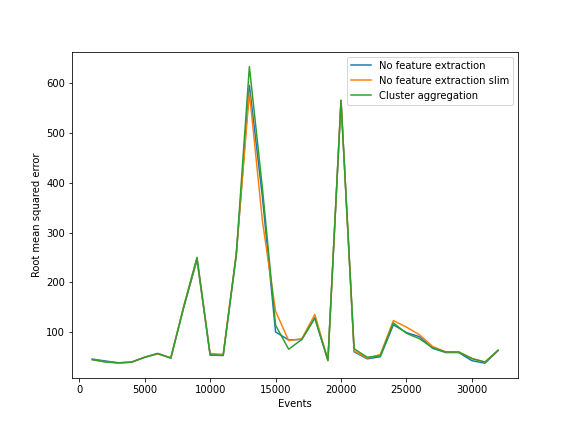 No feature extraction
No feature extraction slim
Cluster aggregation
600
500
400
300
200
100
Root mean squared error
0 5000 10000 15000 20000 25000 30000
Events